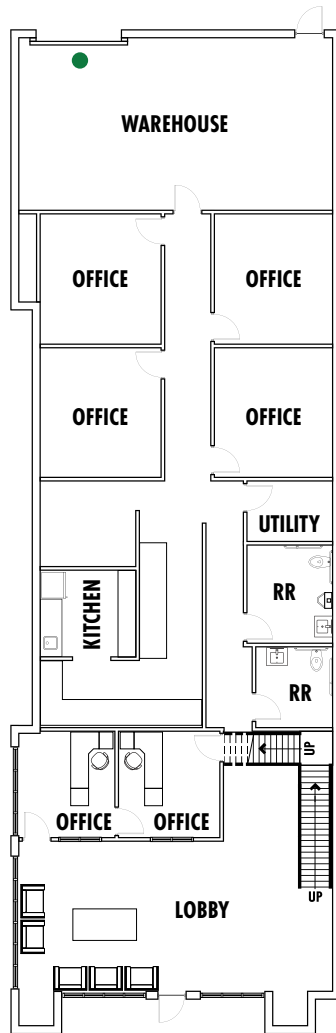 WAREHOUSE
OFFICE
OFFICE
OFFICE
OFFICE
UTILITY
KITCHEN
RR
RR
UP
OFFICE
OFFICE
UP
LOBBY